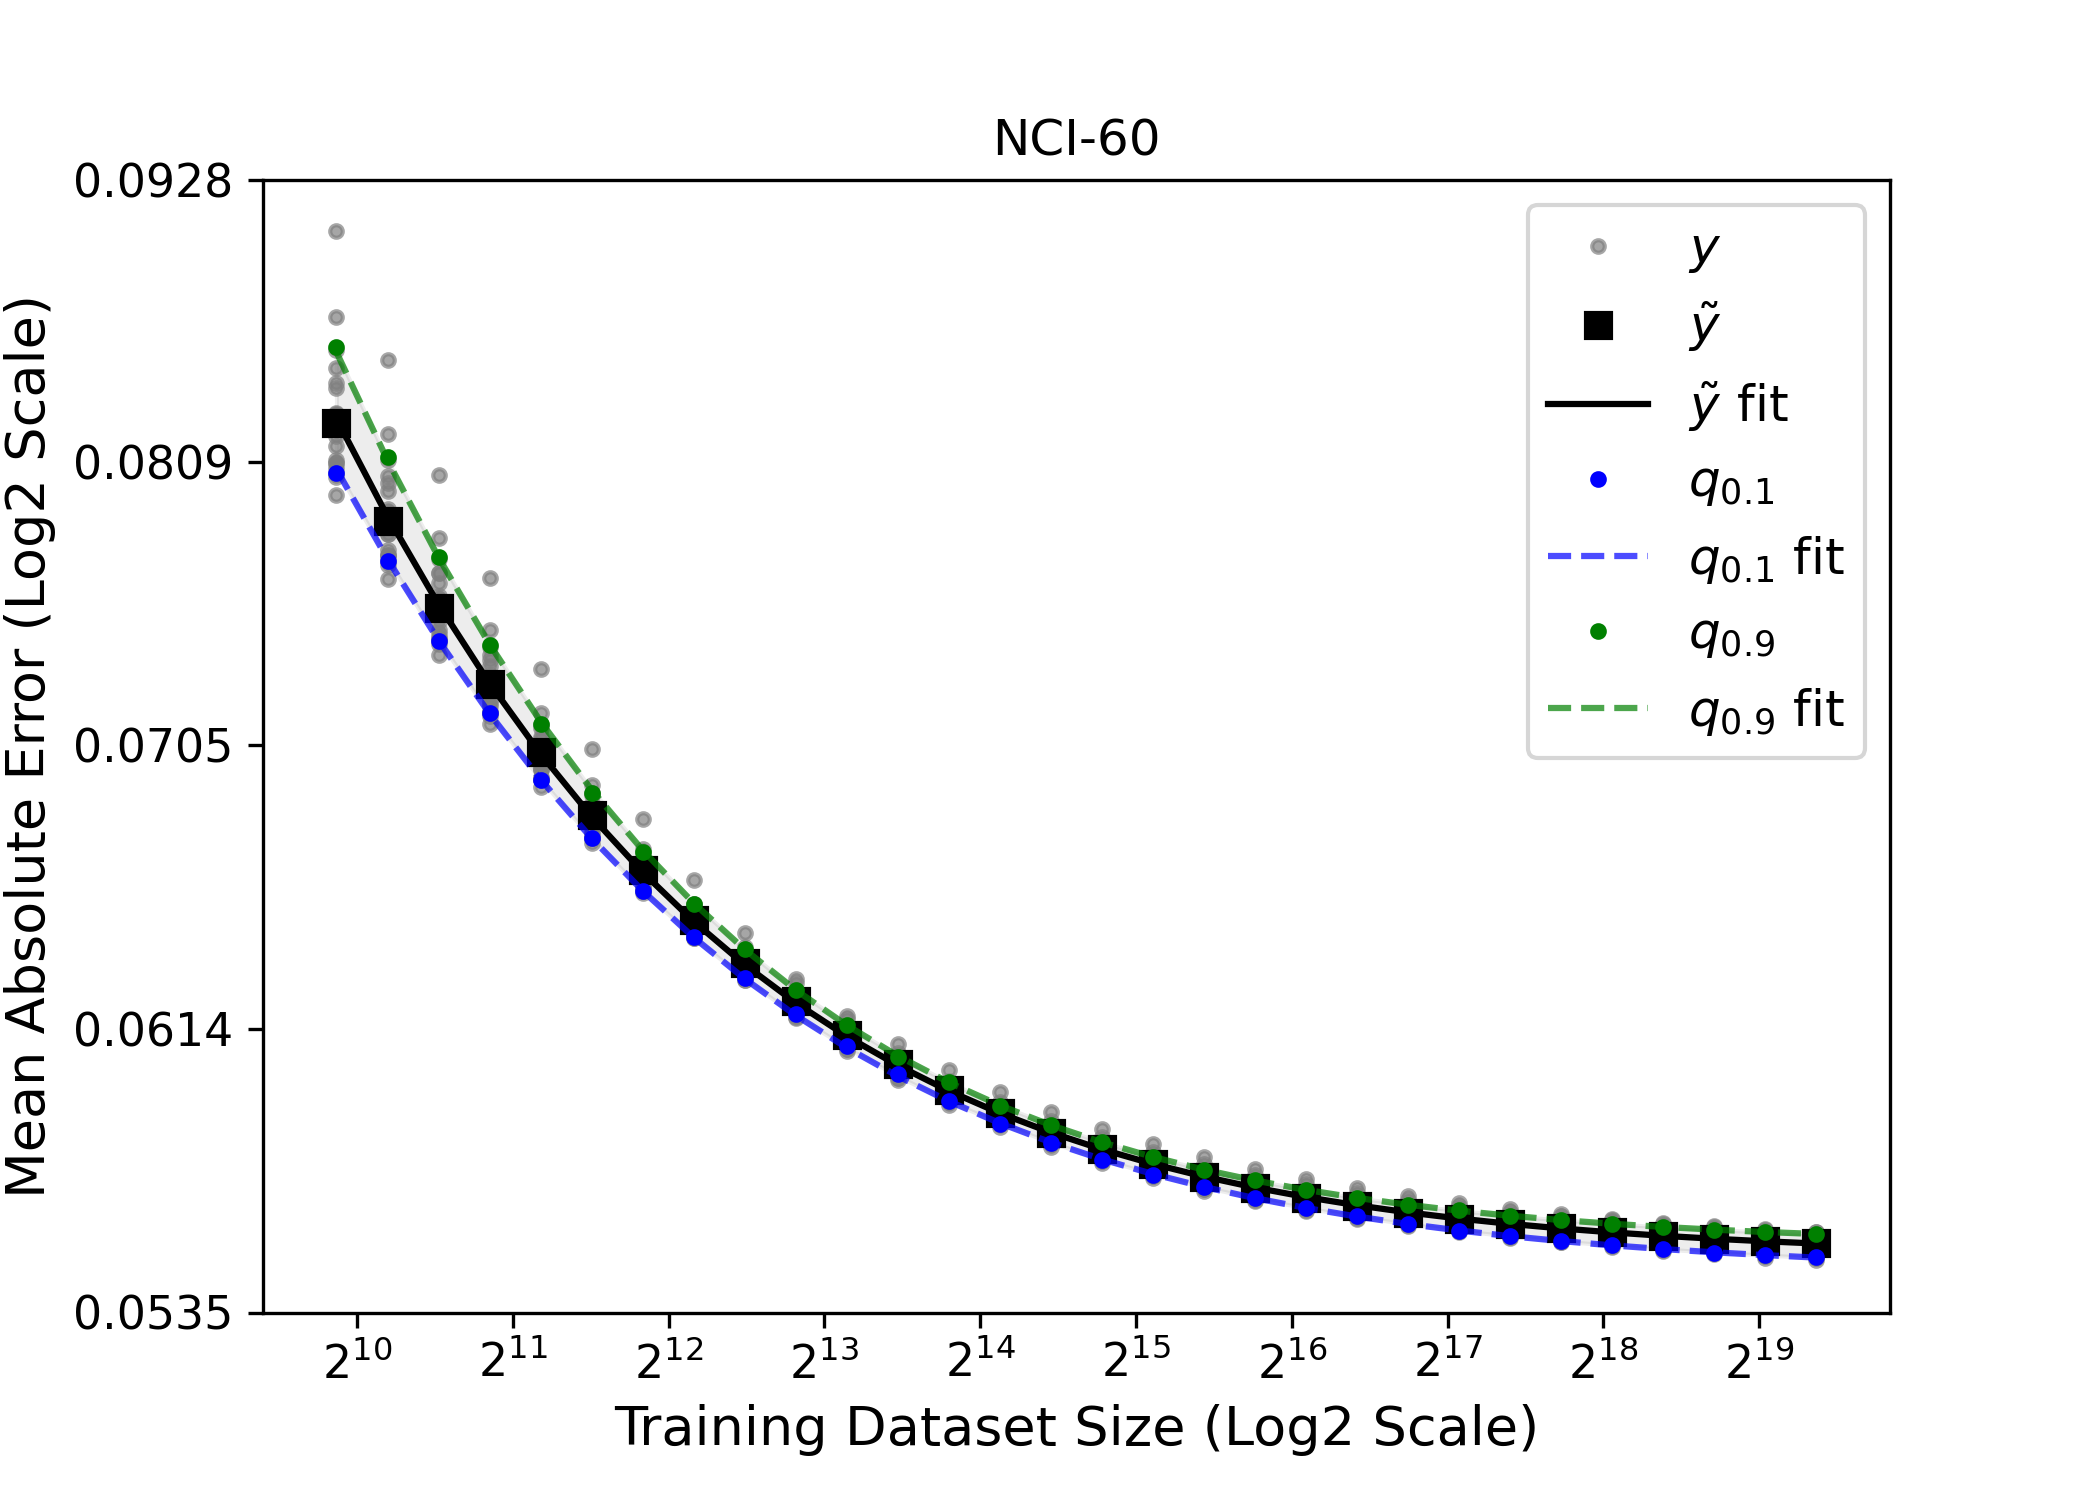 NCI-60
Mean Absolute Error (Log2 Scale)
0.0928
0.0809
0.0705
0.0614
0.0535
y
ỹ
ỹ fit
q₀.₁
q₀.₁ fit
q₀.₉
q₀.₉ fit
2¹⁰ 2¹¹ 2¹² 2¹³ 2¹⁴ 2¹⁵ 2¹⁶ 2¹⁷ 2¹⁸ 2¹⁹
Training Dataset Size (Log2 Scale)